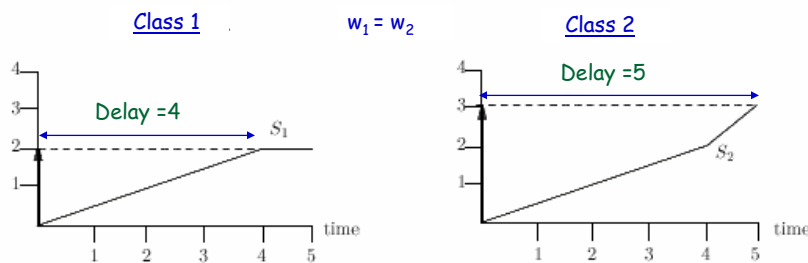 Class 1
w1 = w2
Class 2
4
3
2
1
Delay =4
S1
time
1 2 3 4 5
4
3
2
1
Delay =5
S2
time
1 2 3 4 5